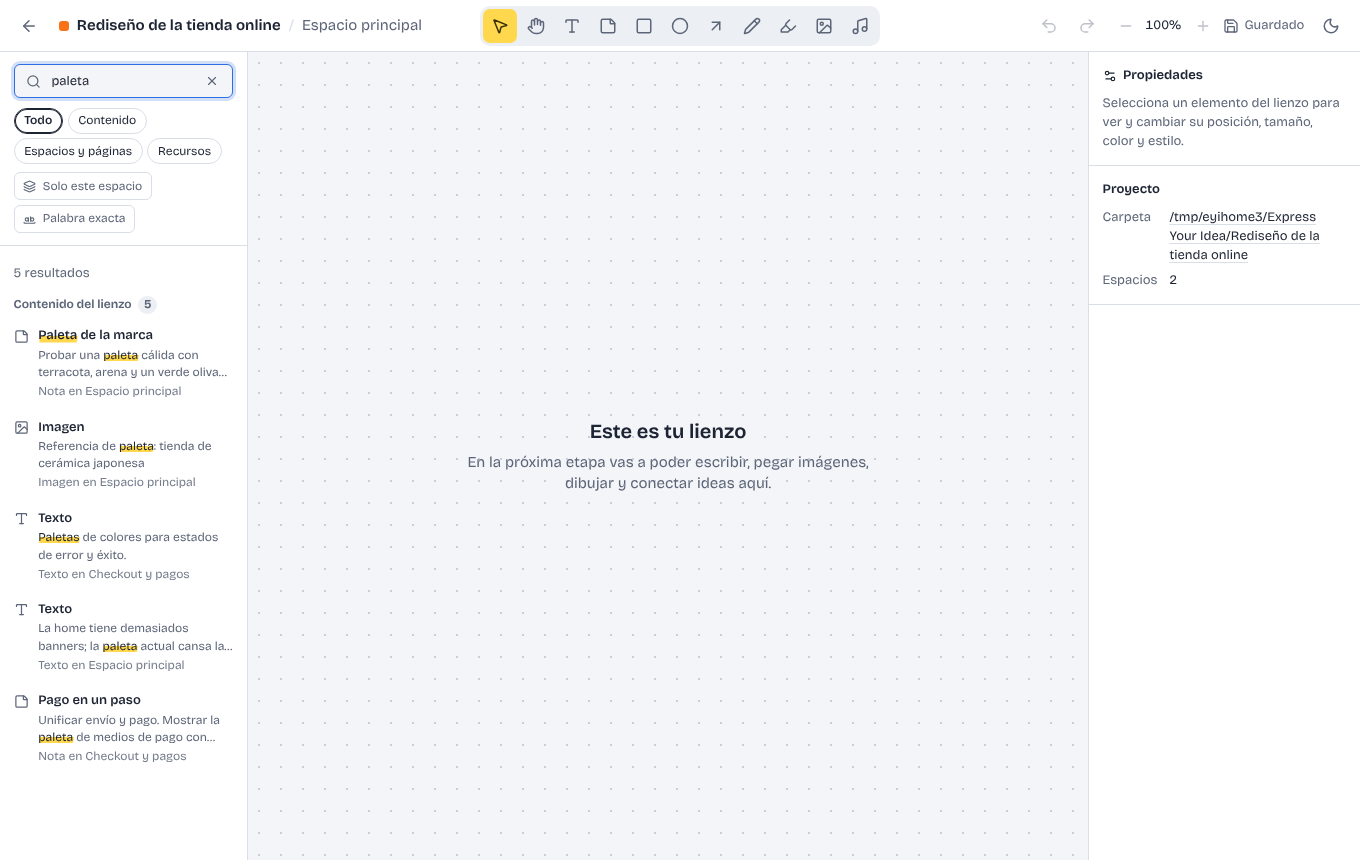 Rediseño de la tienda online / Espacio principal
100%
Guardado
paleta
Todo
Contenido
Espacios y páginas
Recursos
Solo este espacio
ab Palabra exacta
5 resultados
Contenido del lienzo 5
Paleta de la marca
Probar una paleta cálida con
terracota, arena y un verde oliva...
Nota en Espacio principal
Imagen
Referencia de paleta: tienda de
cerámica japonesa
Imagen en Espacio principal
Texto
Paletas de colores para estados
de error y éxito.
Texto en Checkout y pagos
Texto
La home tiene demasiados
banners; la paleta actual cansa la...
Texto en Espacio principal
Pago en un paso
Unificar envío y pago. Mostrar la
paleta de medios de pago con...
Nota en Checkout y pagos
Este es tu lienzo
En la próxima etapa vas a poder escribir, pegar imágenes,
dibujar y conectar ideas aquí.
Propiedades
Selecciona un elemento del lienzo para
ver y cambiar su posición, tamaño,
color y estilo.
Proyecto
Carpeta /tmp/eyihome3/Express
Your Idea/Rediseño de la
tienda online
Espacios 2